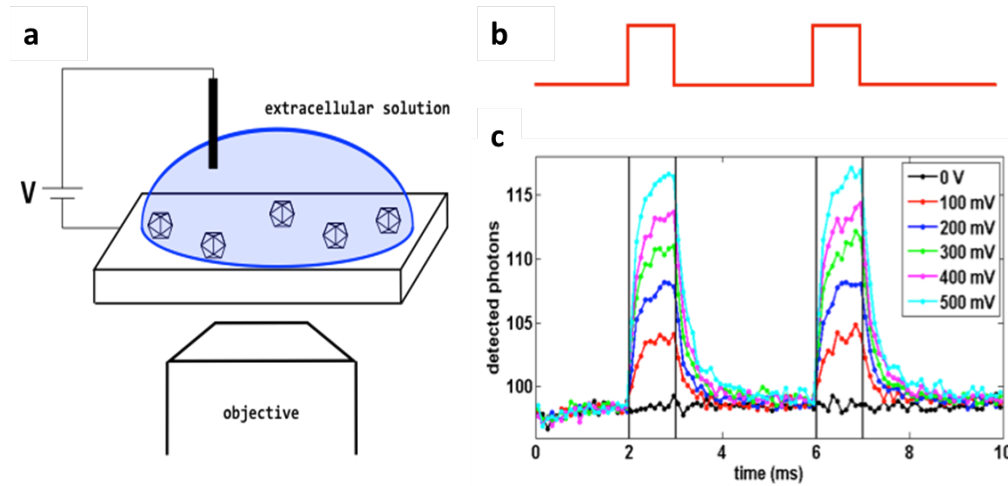 a
extracellular solution
V
objective
b
c
detected photons
115
110
105
100
0 V
100 mV
200 mV
300 mV
400 mV
500 mV
0
2
4
6
8
10
time (ms)